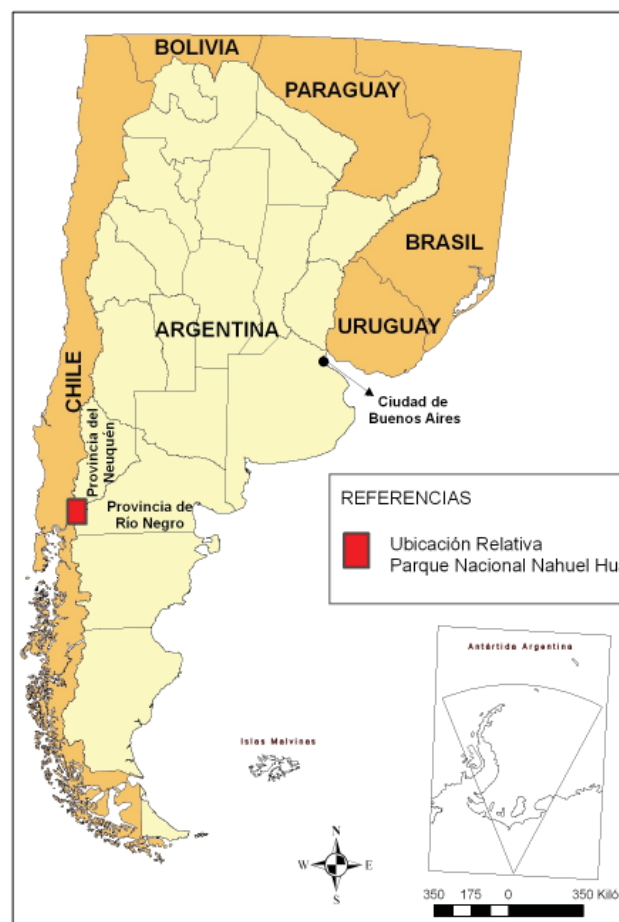 BOLIVIA
PARAGUAY
BRASIL
ARGENTINA
URUGUAY
CHILE
Ciudad de
Buenos Aires
Provincia del
Neuquén
Provincia de
Río Negro
REFERENCIAS
Ubicación Relativa
Parque Nacional Nahuel Hu
Antártida Argentina
Islas Malvinas
N
W E
S
350 175 0 350 Kiló